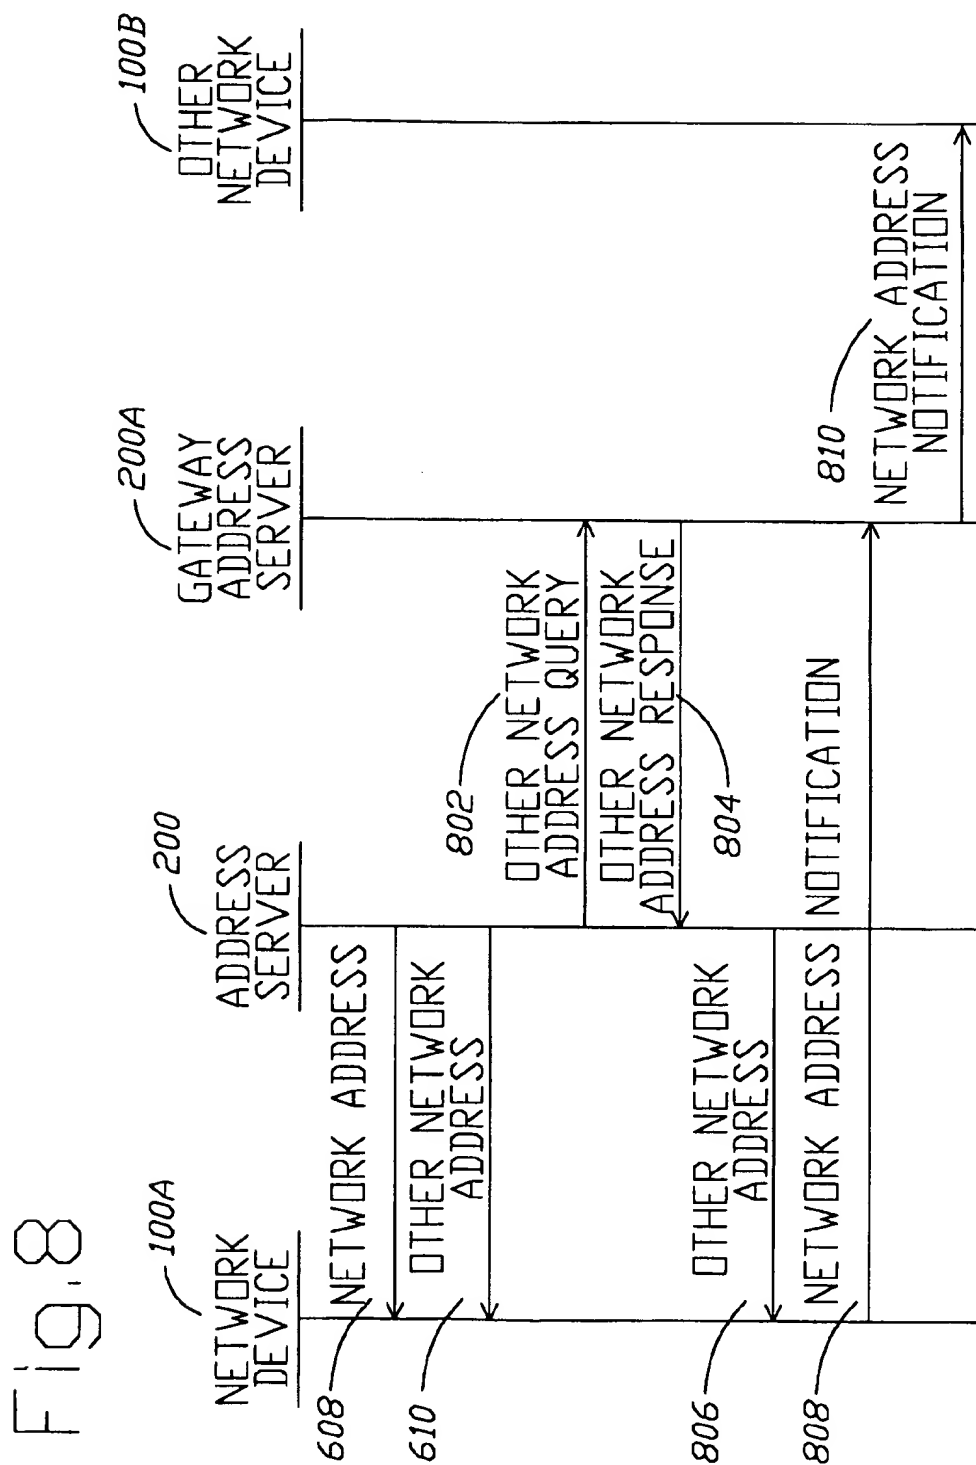 Fig.8
100A
NETWORK
DEVICE
200
ADDRESS
SERVER
200A
GATEWAY
ADDRESS
SERVER
100B
OTHER
NETWORK
DEVICE
608
NETWORK ADDRESS
610
OTHER NETWORK
ADDRESS
802
OTHER NETWORK
ADDRESS QUERY
OTHER NETWORK
ADDRESS RESPONSE
804
806
OTHER NETWORK
ADDRESS
808
NETWORK ADDRESS NOTIFICATION
810
NETWORK ADDRESS
NOTIFICATION